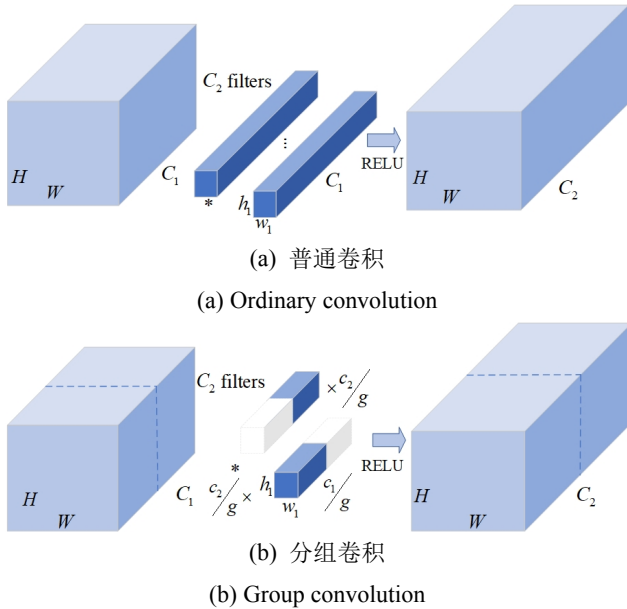 C₂ filters
⋮
H
W
C₁
*
h₁
w₁
C₁
RELU
H
W
C₂
(a) 普通卷积
(a) Ordinary convolution
C₂ filters
× c₂/g
H
W
C₁
*
c₂/g ×
h₁
w₁
c₁/g
RELU
H
W
C₂
(b) 分组卷积
(b) Group convolution